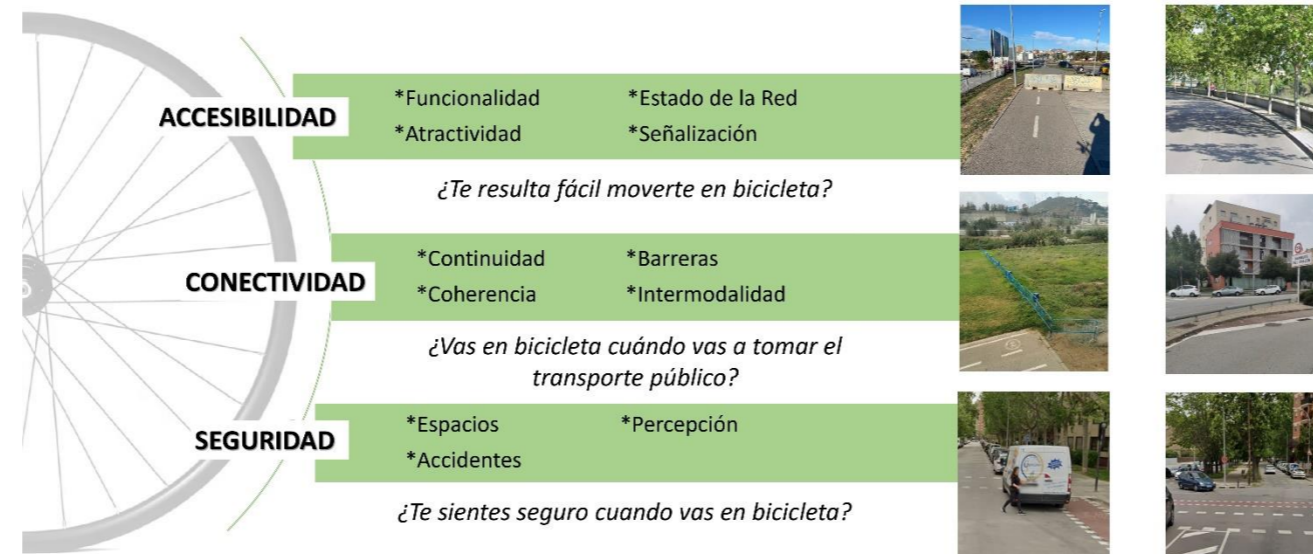 ACCESIBILIDAD
*Funcionalidad
*Estado de la Red
*Atractividad
*Señalización
¿Te resulta fácil moverte en bicicleta?
CONECTIVIDAD
*Continuidad
*Barreras
*Coherencia
*Intermodalidad
¿Vas en bicicleta cuándo vas a tomar el
transporte público?
SEGURIDAD
*Espacios
*Percepción
*Accidentes
¿Te sientes seguro cuando vas en bicicleta?